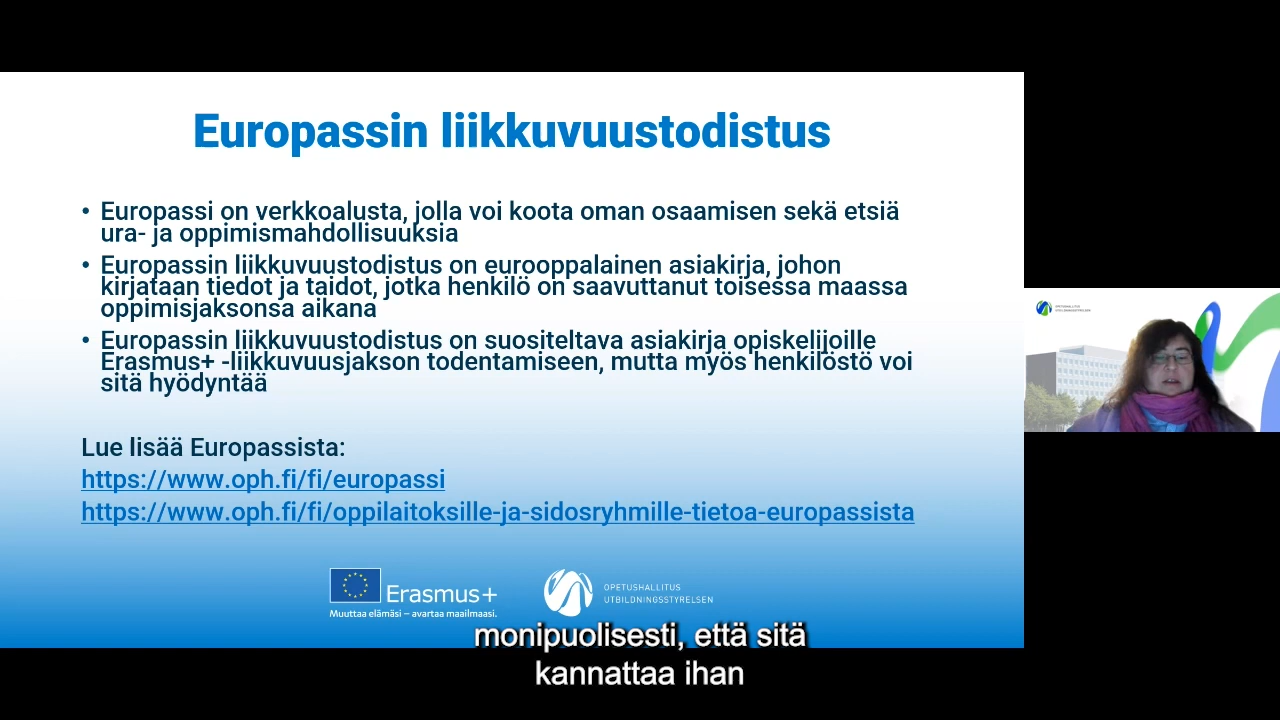 Europassin liikkuvuustodistus
• Europassi on verkkoalusta, jolla voi koota oman osaamisen sekä etsiä
ura- ja oppimismahdollisuuksia
• Europassin liikkuvuustodistus on eurooppalainen asiakirja, johon
kirjataan tiedot ja taidot, jotka henkilö on saavuttanut toisessa maassa
oppimisjaksonsa aikana
• Europassin liikkuvuustodistus on suositeltava asiakirja opiskelijoille
Erasmus+ -liikkuvuusjakson todentamiseen, mutta myös henkilöstö voi
sitä hyödyntää
Lue lisää Europassista:
https://www.oph.fi/fi/europassi
https://www.oph.fi/fi/oppilaitoksille-ja-sidosryhmille-tietoa-europassista
Erasmus+
Muuttaa elämäsi – avartaa maailmasi.
OPETUSHALLITUS
UTBILDNINGSSTYRELSEN
OPETUSHALLITUS
UTBILDNINGSSTYRELSEN
monipuolisesti, että sitä
kannattaa ihan